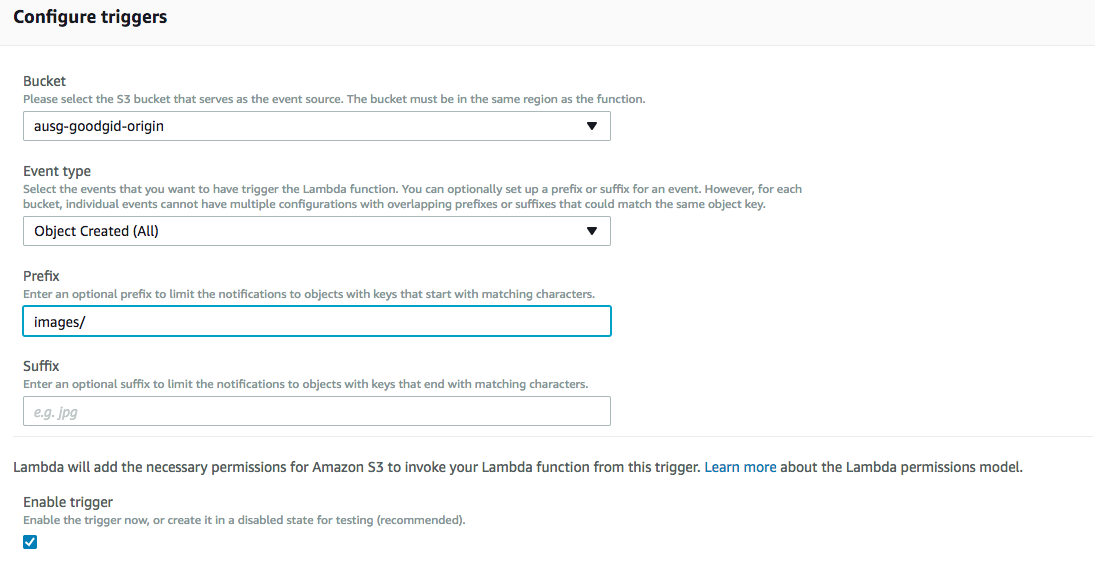 Configure triggers
Bucket
Please select the S3 bucket that serves as the event source. The bucket must be in the same region as the function.
ausg-goodgid-origin
Event type
Select the events that you want to have trigger the Lambda function. You can optionally set up a prefix or suffix for an event. However, for each
bucket, individual events cannot have multiple configurations with overlapping prefixes or suffixes that could match the same object key.
Object Created (All)
Prefix
Enter an optional prefix to limit the notifications to objects with keys that start with matching characters.
images/
Suffix
Enter an optional suffix to limit the notifications to objects with keys that end with matching characters.
e.g. jpg
Lambda will add the necessary permissions for Amazon S3 to invoke your Lambda function from this trigger. Learn more about the Lambda permissions model.
Enable trigger
Enable the trigger now, or create it in a disabled state for testing (recommended).